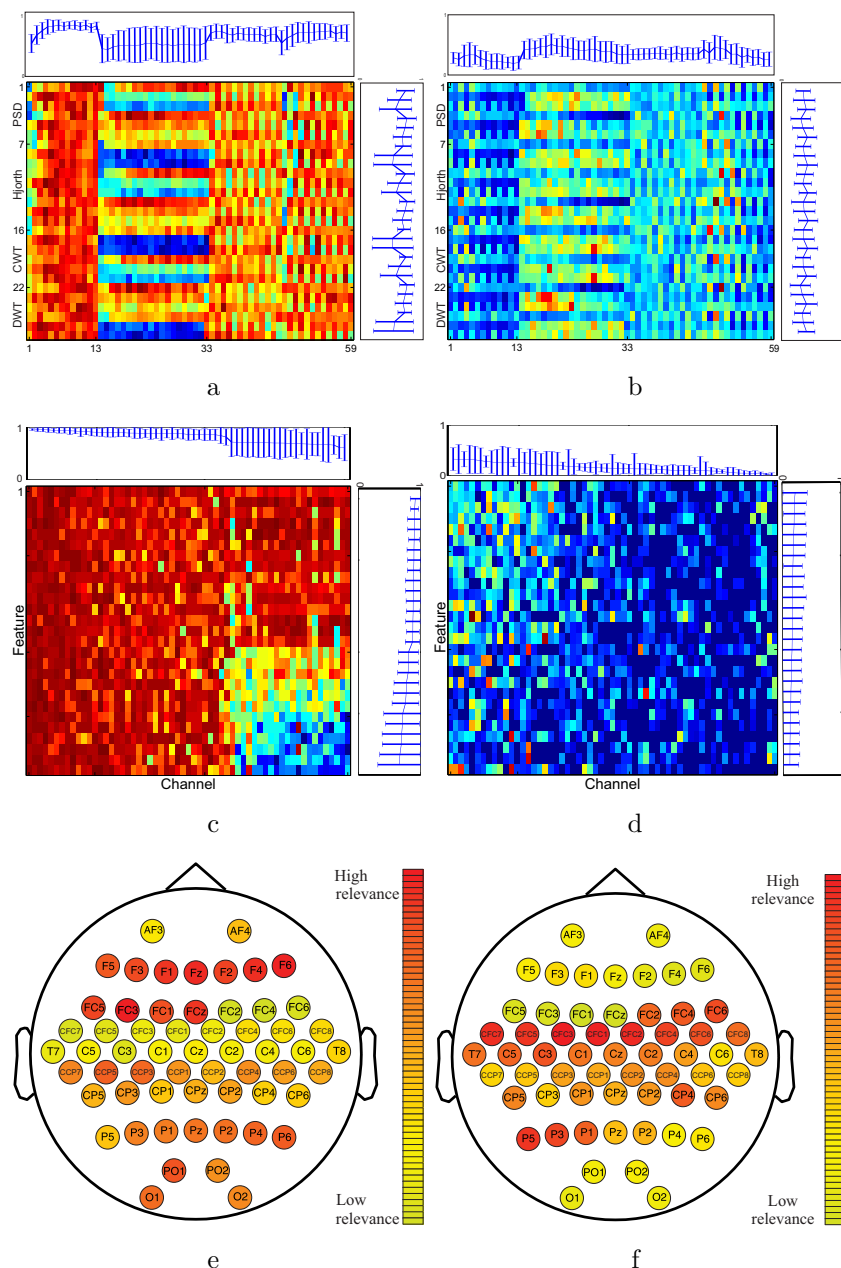 1 1
0 0
1 1
PSD PSD
7 7
Hjorth Hjorth
16 16
CWT CWT
22 22
DWT DWT
1 13 33 59 1 13 33 59
a b
1 1
0 0
0 1 0 1
1 1
Feature Feature
Channel Channel
c d
High relevance High relevance
AF3 AF4 AF3 AF4
F5 F3 F1 Fz F2 F4 F6 F5 F3 F1 Fz F2 F4 F6
FC5 FC3 FC1 FCz FC2 FC4 FC6 FC5 FC3 FC1 FCz FC2 FC4 FC6
CFC7 CFC5 CFC3 CFC1 CFC2 CFC4 CFC6 CFC8 CFC7 CFC5 CFC3 CFC1 CFC2 CFC4 CFC6 CFC8
T7 C5 C3 C1 Cz C2 C4 C6 T8 T7 C5 C3 C1 Cz C2 C4 C6 T8
CCP7 CCP5 CCP3 CCP1 CCP2 CCP4 CCP6 CCP8 CCP7 CCP5 CCP3 CCP1 CCP2 CCP4 CCP6 CCP8
CP5 CP3 CP1 CPz CP2 CP4 CP6 CP5 CP3 CP1 CPz CP2 CP4 CP6
P5 P3 P1 Pz P2 P4 P6 P5 P3 P1 Pz P2 P4 P6
PO1 PO2 PO1 PO2
O1 O2 O1 O2
Low relevance Low relevance
e f